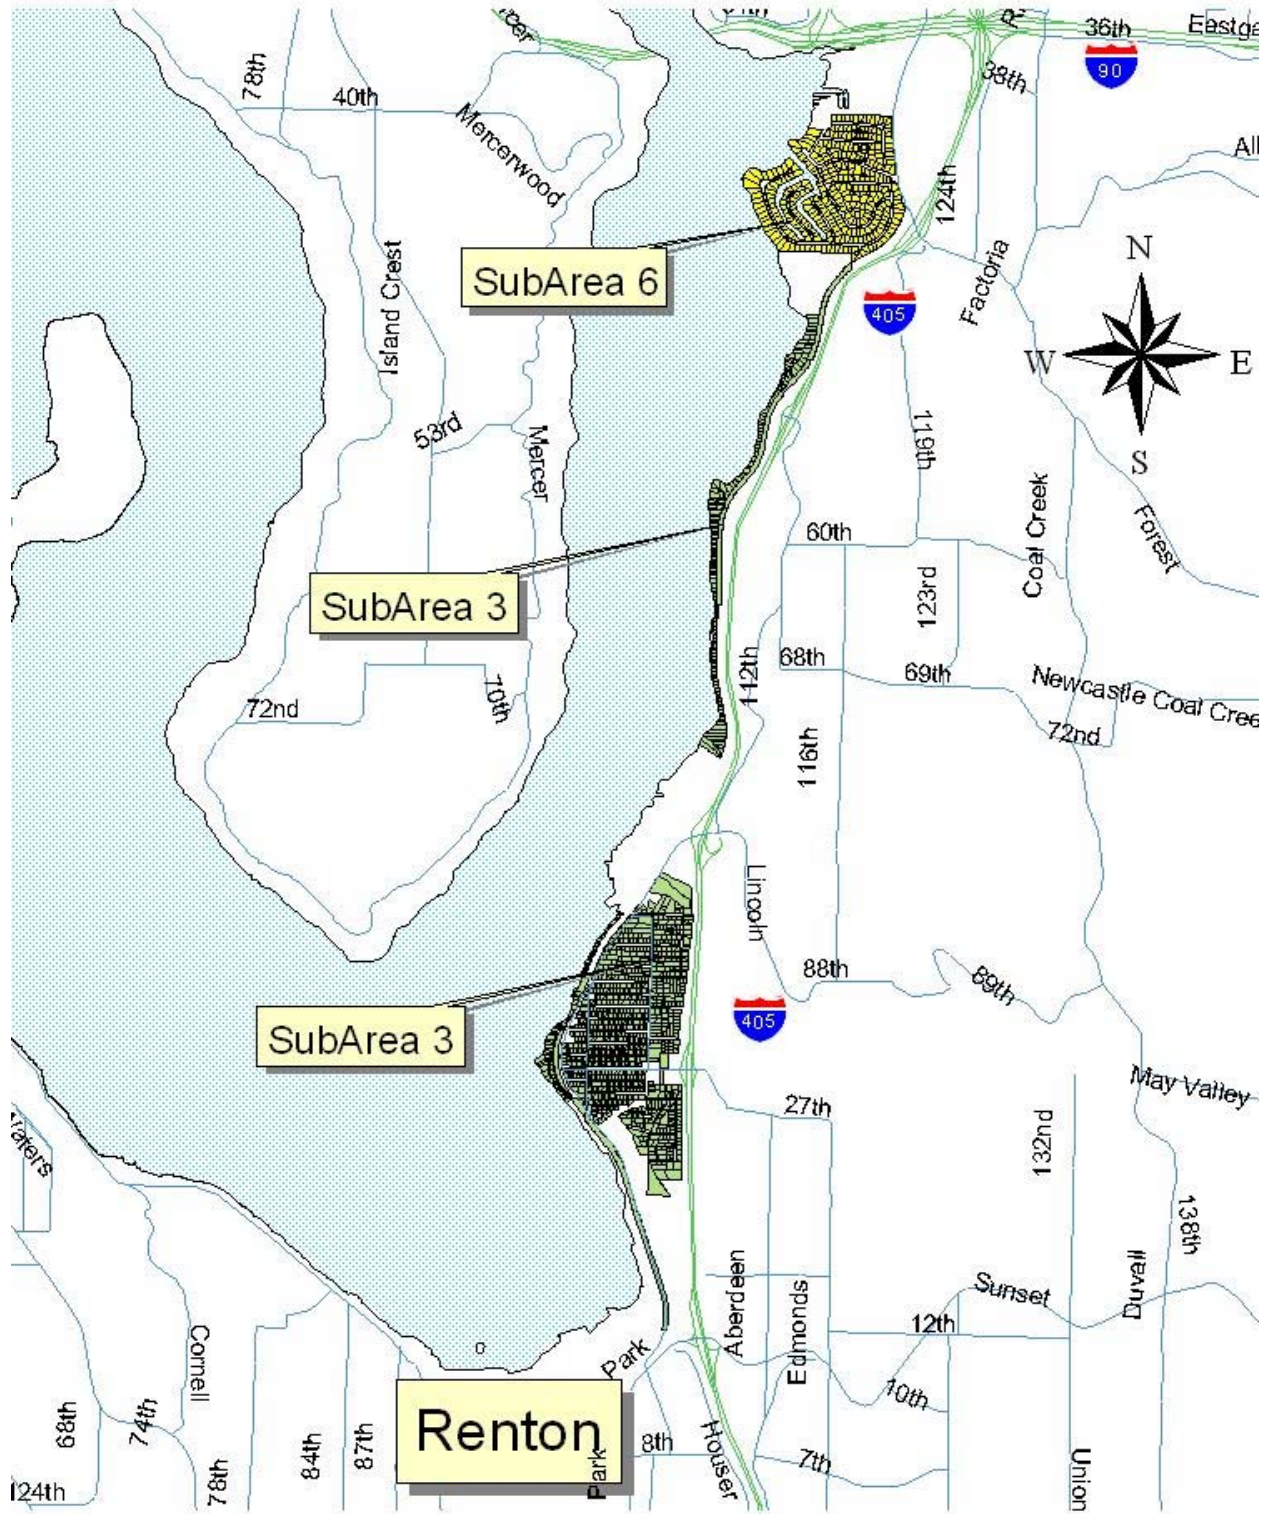 36th
Eastga
90
78th
40th
38th
Mercerwood
All
124th
N
Island Crest
SubArea 6
Factoria
405
W
E
53rd
Mercer
119th
S
Coal Creek
Forest
60th
SubArea 3
123rd
112th
68th
69th
70th
Newcastle Coal Cree
72nd
72nd
116th
Lincoln
88th
89th
SubArea 3
405
May Valley
27th
132nd
138th
Aberdeen
Duvall
Sunset
Edmonds
12th
Cornell
Park
10th
Renton
68th
74th
84th
87th
8th
Houser
7th
78th
Park
Union
124th